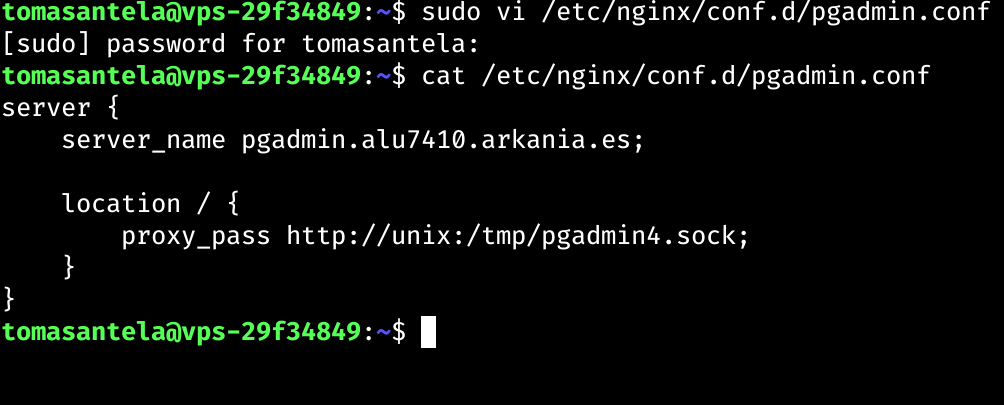 tomasantela@vps-29f34849:~$ sudo vi /etc/nginx/conf.d/pgadmin.conf
[sudo] password for tomasantela:
tomasantela@vps-29f34849:~$ cat /etc/nginx/conf.d/pgadmin.conf
server {
    server_name pgadmin.alu7410.arkania.es;

    location / {
        proxy_pass http://unix:/tmp/pgadmin4.sock;
    }
}
tomasantela@vps-29f34849:~$